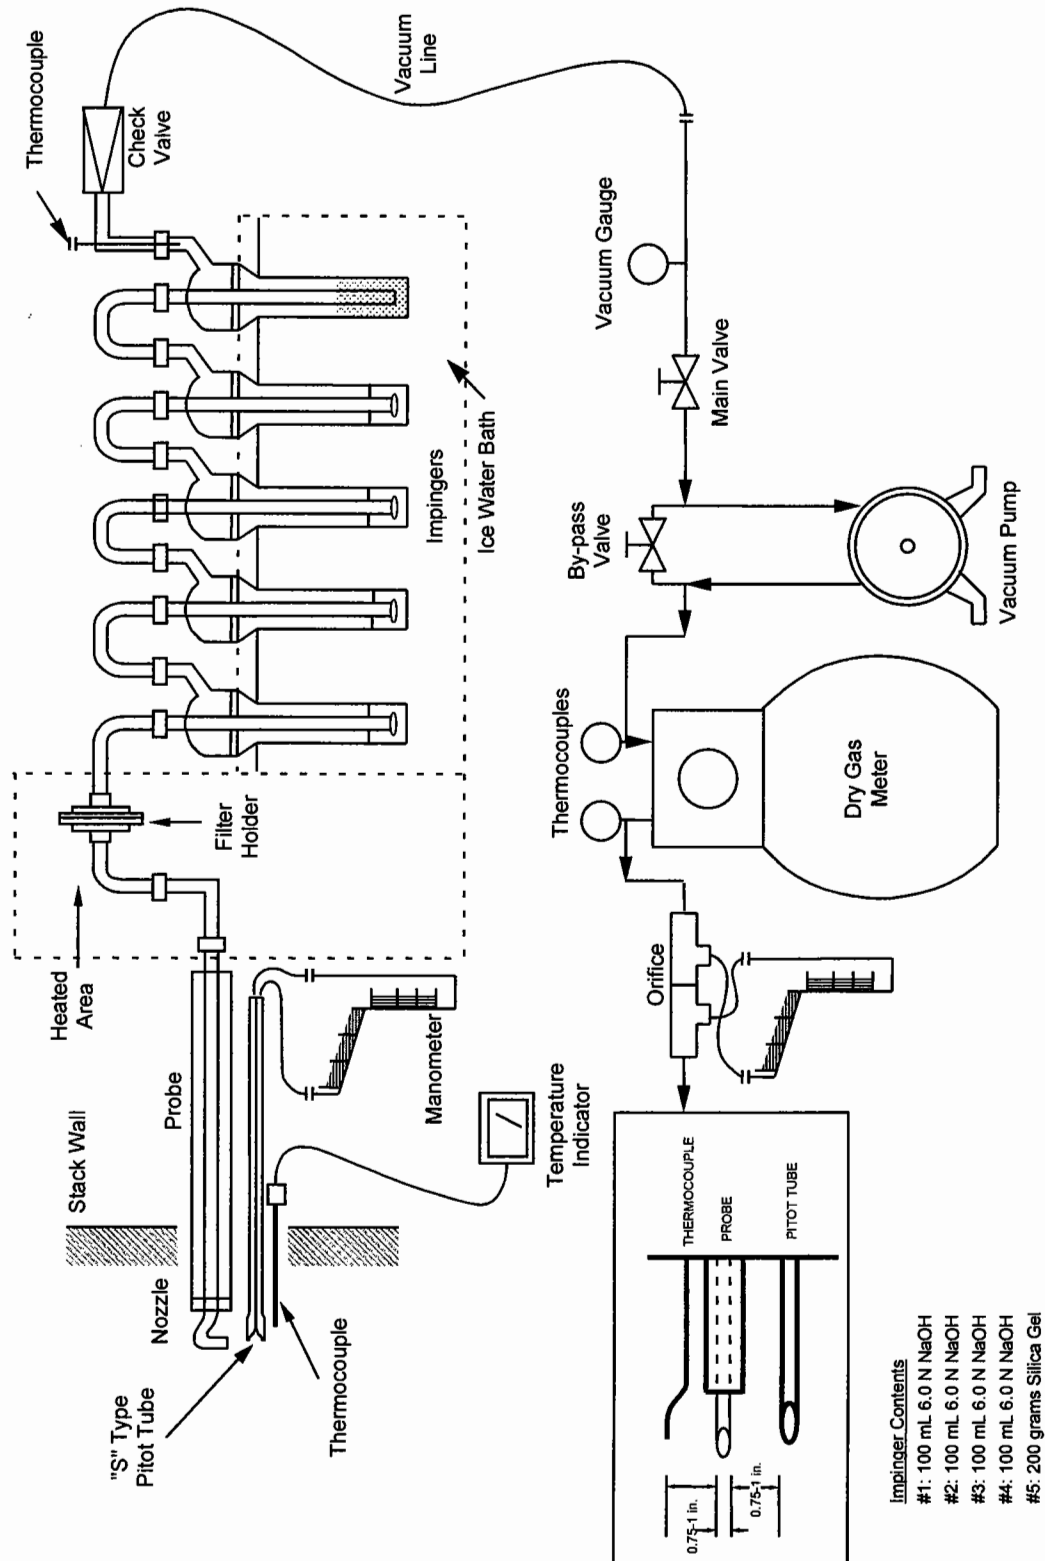 Thermocouple
Check
Valve
Vacuum
Line
Heated
Area
Filter
Holder
Impingers
Ice Water Bath
Stack Wall
Probe
Nozzle
"S" Type
Pitot Tube
Thermocouple
Manometer
Temperature
Indicator
Vacuum Gauge
Main Valve
By-pass
Valve
Vacuum Pump
Thermocouples
Dry Gas
Meter
Orifice
THERMOCOUPLE
PROBE
PITOT TUBE
0.75-1 in.
0.75-1 in.
Impinger Contents
#1: 100 mL 6.0 N NaOH
#2: 100 mL 6.0 N NaOH
#3: 100 mL 6.0 N NaOH
#4: 100 mL 6.0 N NaOH
#5: 200 grams Silica Gel